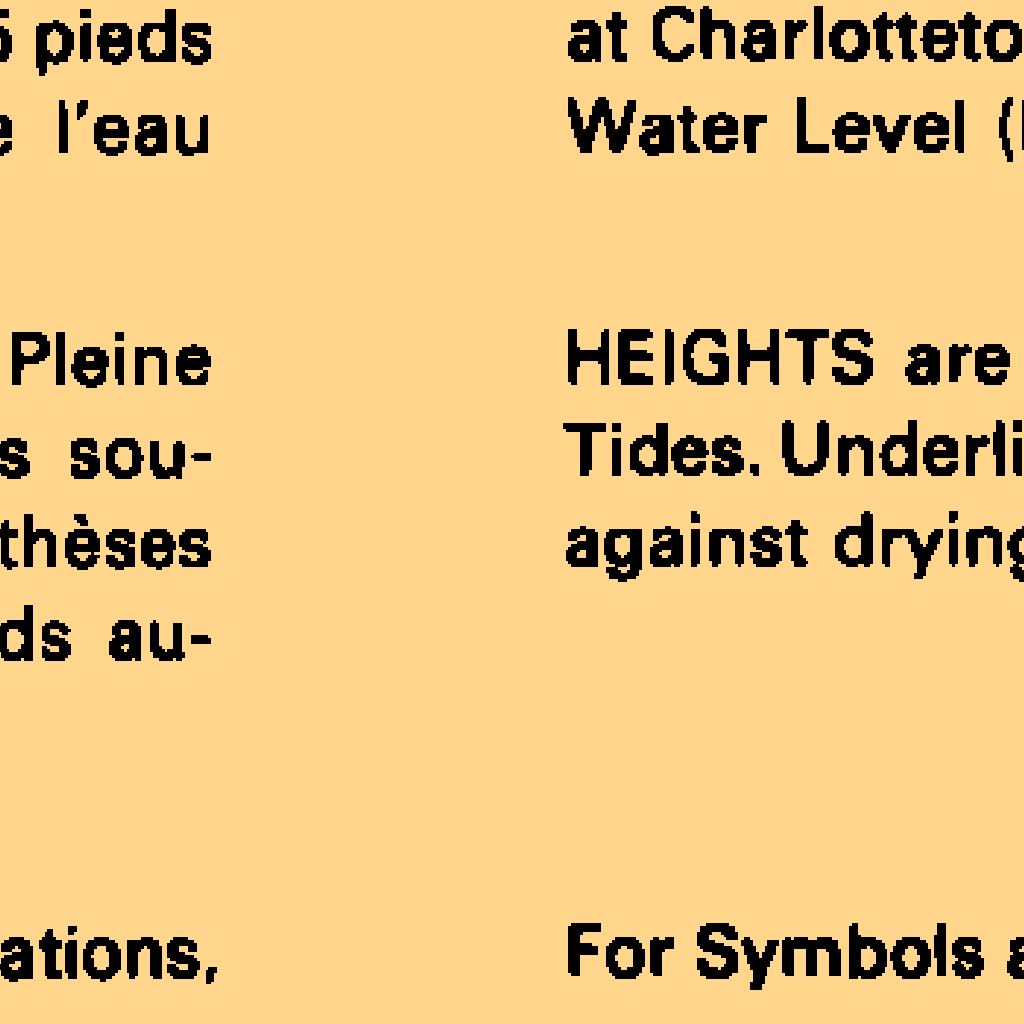 pieds
l'eau
Pleine
sou-
thèses
ds au-
ations,
at Charlotteto
Water Level (
HEIGHTS are
Tides. Underli
against drying
For Symbols a